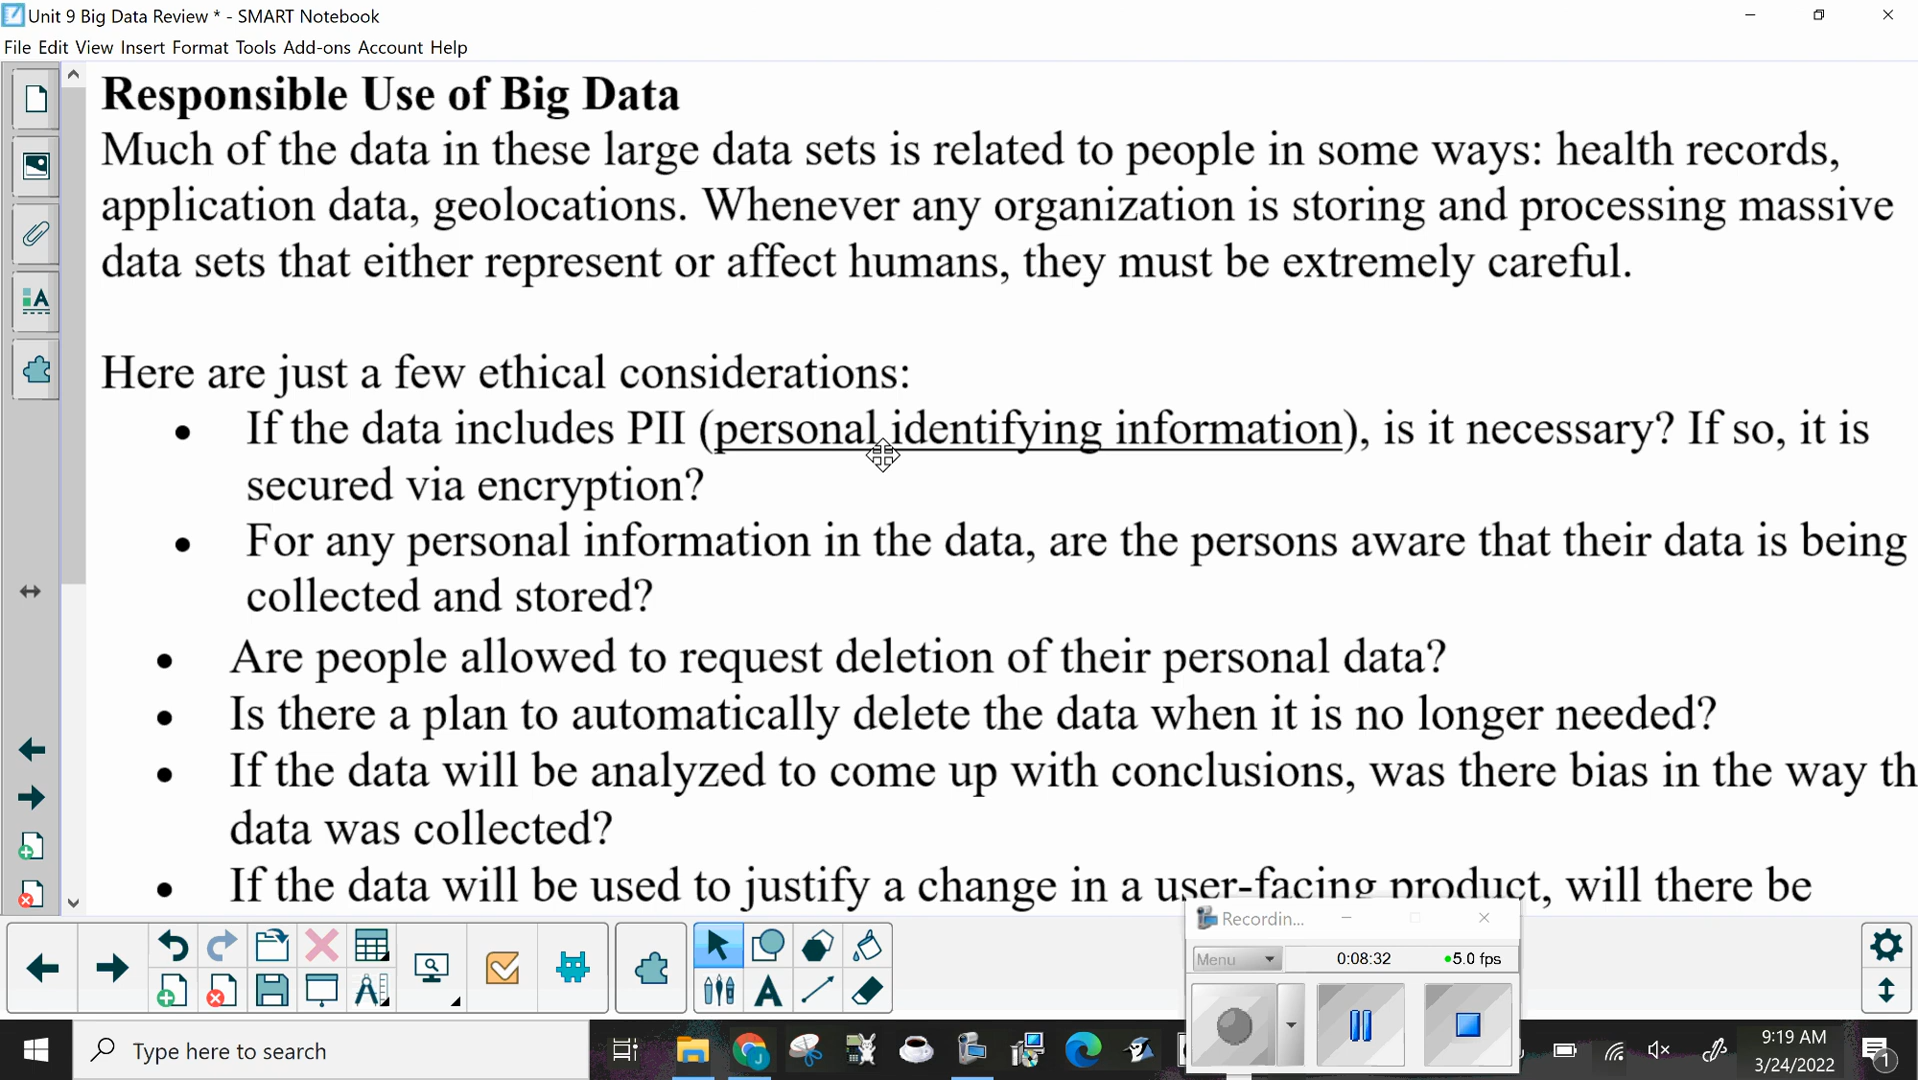 Unit 9 Big Data Review * - SMART Notebook
File Edit View Insert Format Tools Add-ons Account Help
Responsible Use of Big Data
Much of the data in these large data sets is related to people in some ways: health records,
application data, geolocations. Whenever any organization is storing and processing massive
data sets that either represent or affect humans, they must be extremely careful.
Here are just a few ethical considerations:
• If the data includes PII (personal identifying information), is it necessary? If so, it is
secured via encryption?
• For any personal information in the data, are the persons aware that their data is being
collected and stored?
• Are people allowed to request deletion of their personal data?
• Is there a plan to automatically delete the data when it is no longer needed?
• If the data will be analyzed to come up with conclusions, was there bias in the way th
data was collected?
• If the data will be used to justify a change in a user-facing product, will there be
Recordin...
Menu 0:08:32 5.0 fps
Type here to search
9:19 AM
3/24/2022
1